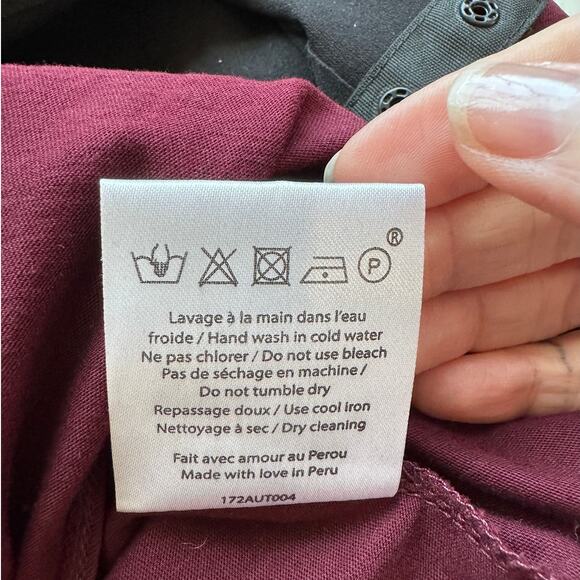 P ®
Lavage à la main dans l'eau
froide / Hand wash in cold water
Ne pas chlorer / Do not use bleach
Pas de séchage en machine /
Do not tumble dry
Repassage doux / Use cool iron
Nettoyage à sec / Dry cleaning
Fait avec amour au Perou
Made with love in Peru
172AUT004